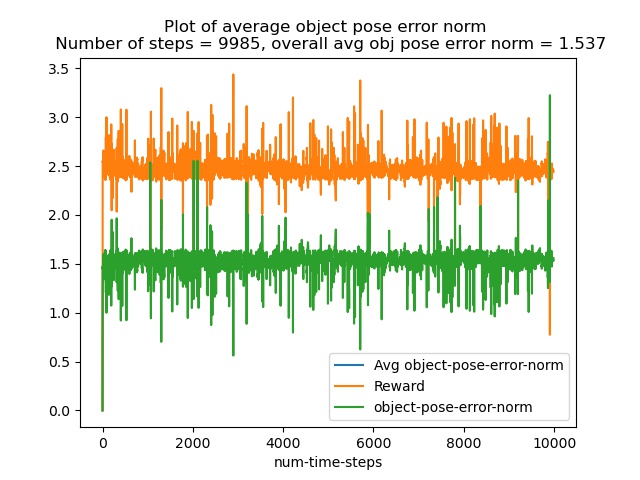 Plot of average object pose error norm
Number of steps = 9985, overall avg obj pose error norm = 1.537
3.5
3.0
2.5
2.0
1.5
1.0
0.5
0.0
Avg object-pose-error-norm
Reward
object-pose-error-norm
0 2000 4000 6000 8000 10000
num-time-steps